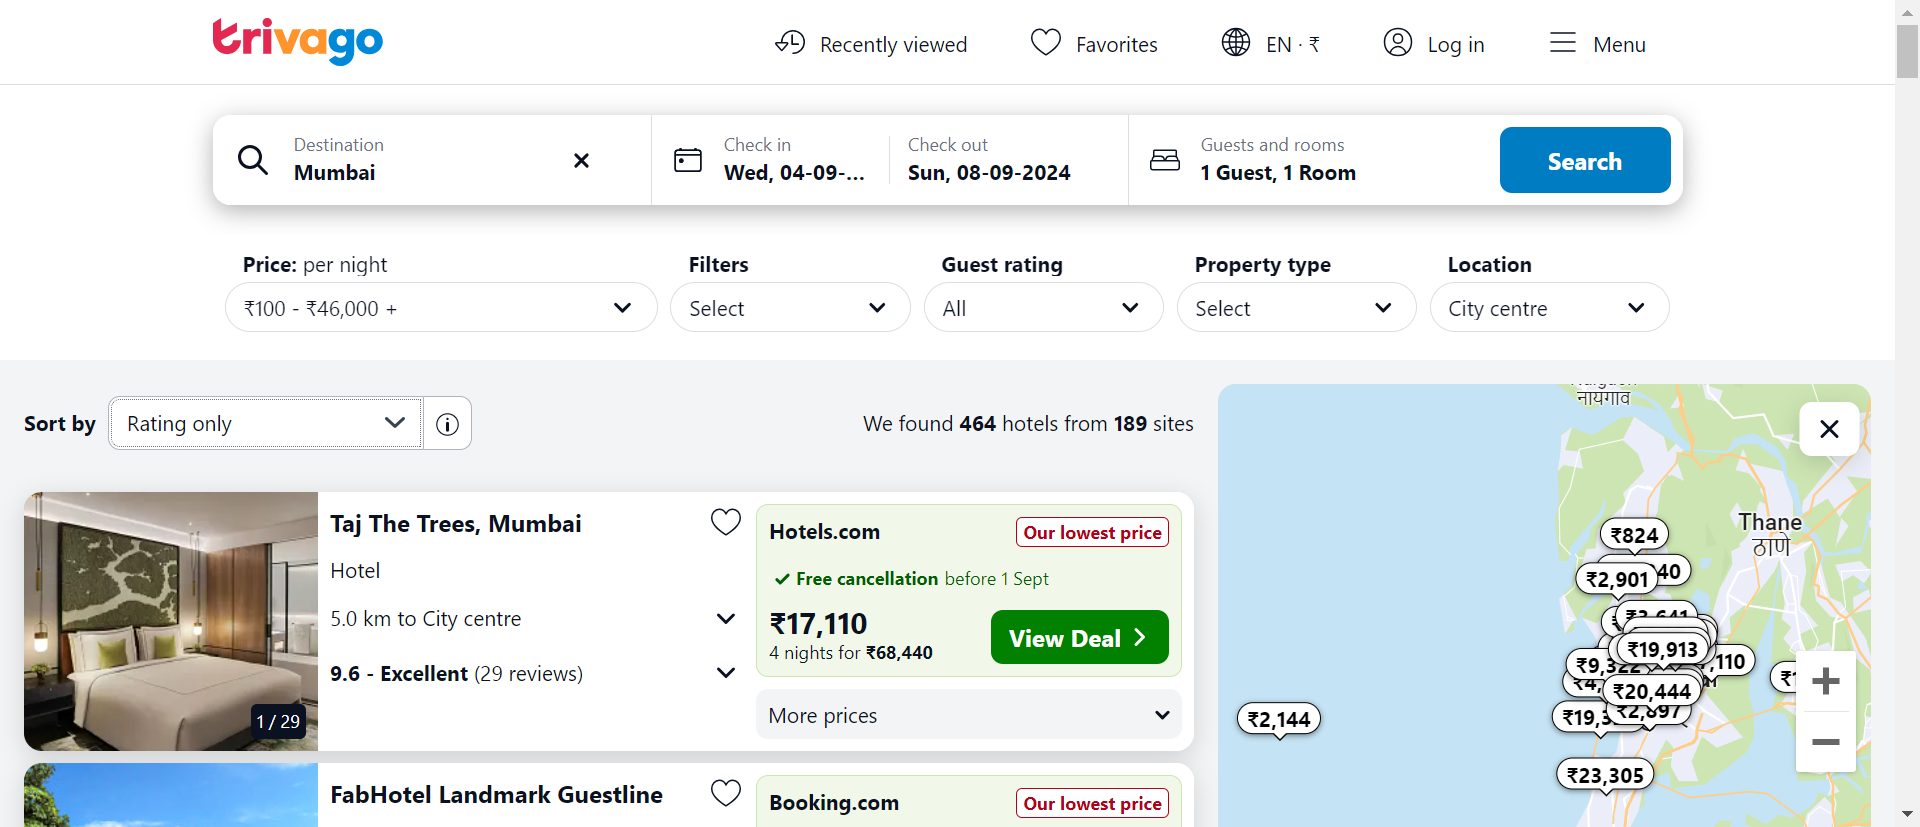 trivago
Recently viewed
Favorites
EN · ₹
Log in
Menu
Destination
Mumbai
Check in
Wed, 04-09-...
Check out
Sun, 08-09-2024
Guests and rooms
1 Guest, 1 Room
Search
Price: per night
₹100 - ₹46,000 +
Filters
Select
Guest rating
All
Property type
Select
Location
City centre
Sort by
Rating only
We found 464 hotels from 189 sites
Taj The Trees, Mumbai
Hotel
5.0 km to City centre
9.6 - Excellent (29 reviews)
1 / 29
Hotels.com
Our lowest price
Free cancellation before 1 Sept
₹17,110
4 nights for ₹68,440
View Deal
More prices
FabHotel Landmark Guestline
Booking.com
Our lowest price
नायगांव
Thane
ठाणे
₹824
₹2,901
₹19,913
₹20,444
₹2,144
₹23,305